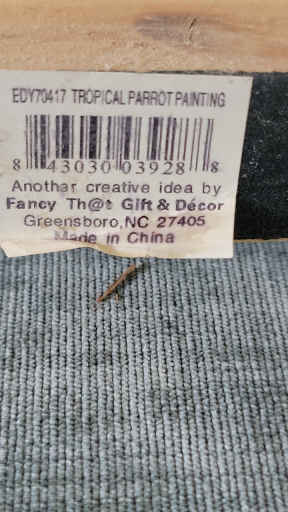 EDY70417 TROPICAL PARROT PAINTING
8 43030 03928 8
Anothar creative idea by
Fancy Th@t Gift & Décor
Greensboro,NC 27405
Made in China